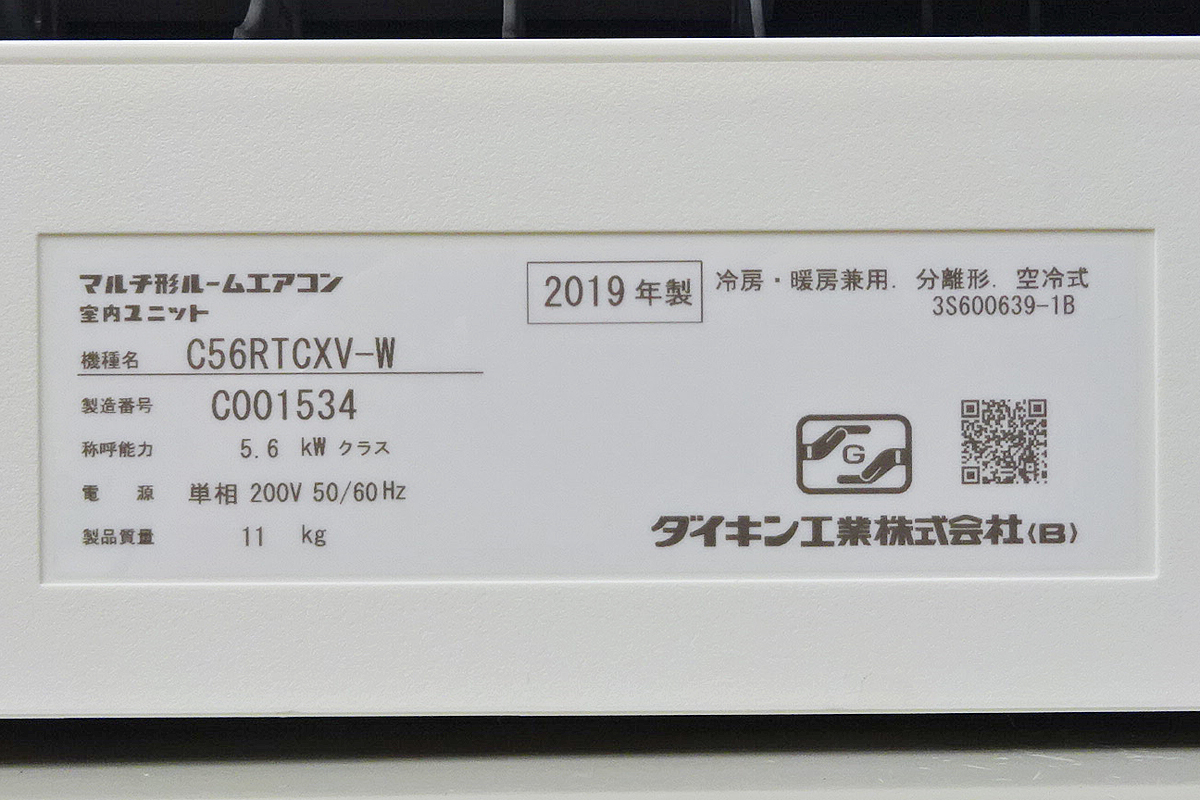 マルチ形ルームエアコン
室内ユニット
2019 年製
冷房・暖房兼用. 分離形. 空冷式
3S600639-1B
機種名 C56RTCXV-W
製造番号 C001534
称呼能力 5.6 kW クラス
電 源 単相 200V 50/60Hz
製品質量 11 kg
G
ダイキン工業株式会社(B)